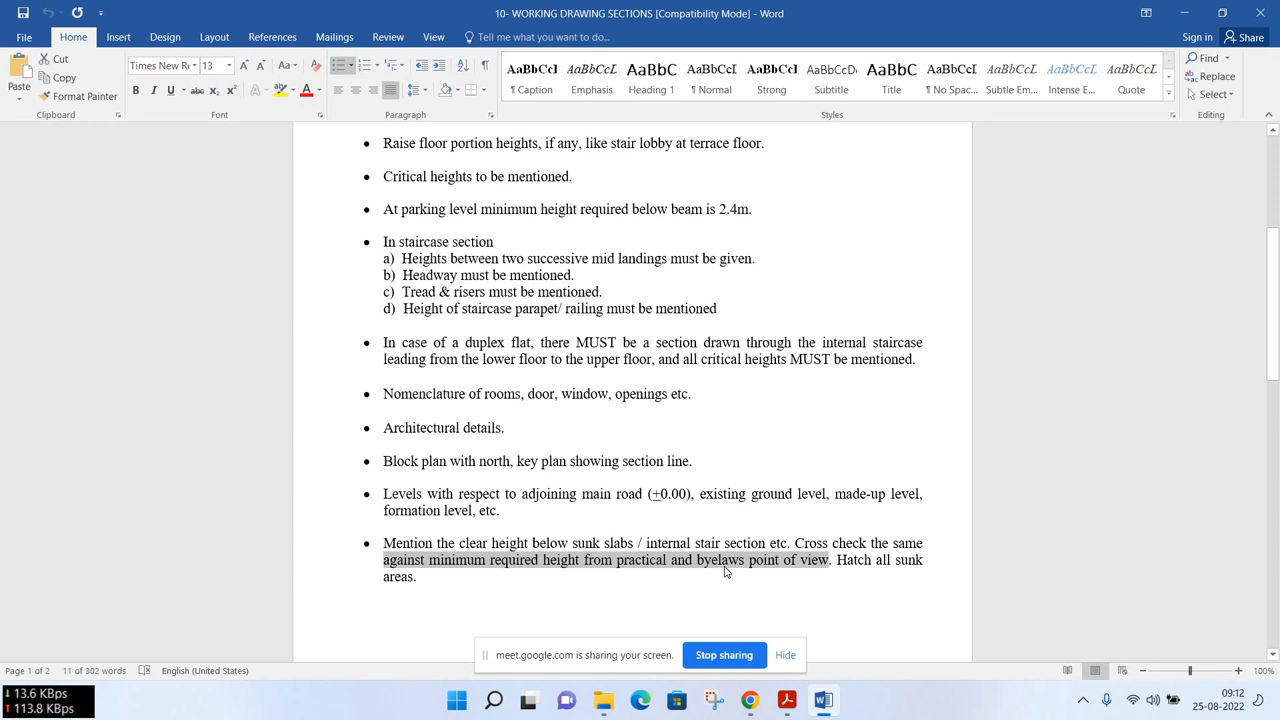 10- WORKING DRAWING SECTIONS [Compatibility Mode] - Word
File Home Insert Design Layout References Mailings Review View Tell me what you want to do... Sign in Share
Paste
Cut
Copy
Format Painter
Clipboard
Times New Ro 13 A A Aa
B I U abc x₂ x² A A
Font
Paragraph
AaBbCcI AaBbCcL AaBbC AaBbCcI AaBbCcI AaBbCcDc AaBbC AaBbCcI AaBbCcL AaBbCcL AaBbCcL
¶ Caption Emphasis Heading 1 ¶ Normal Strong Subtitle Title ¶ No Spac... Subtle Em... Intense E... Quote
Styles
Find
Replace
Select
Editing
• Raise floor portion heights, if any, like stair lobby at terrace floor.
• Critical heights to be mentioned.
• At parking level minimum height required below beam is 2.4m.
• In staircase section
a) Heights between two successive mid landings must be given.
b) Headway must be mentioned.
c) Tread & risers must be mentioned.
d) Height of staircase parapet/ railing must be mentioned
• In case of a duplex flat, there MUST be a section drawn through the internal staircase
leading from the lower floor to the upper floor, and all critical heights MUST be mentioned.
• Nomenclature of rooms, door, window, openings etc.
• Architectural details.
• Block plan with north, key plan showing section line.
• Levels with respect to adjoining main road (±0.00), existing ground level, made-up level,
formation level, etc.
• Mention the clear height below sunk slabs / internal stair section etc. Cross check the same
against minimum required height from practical and byelaws point of view. Hatch all sunk
areas.
meet.google.com is sharing your screen. Stop sharing Hide
Page 1 of 2 11 of 302 words English (United States) 100%
↓ 13.6 KBps
↑ 113.8 KBps
09:12
25-08-2022